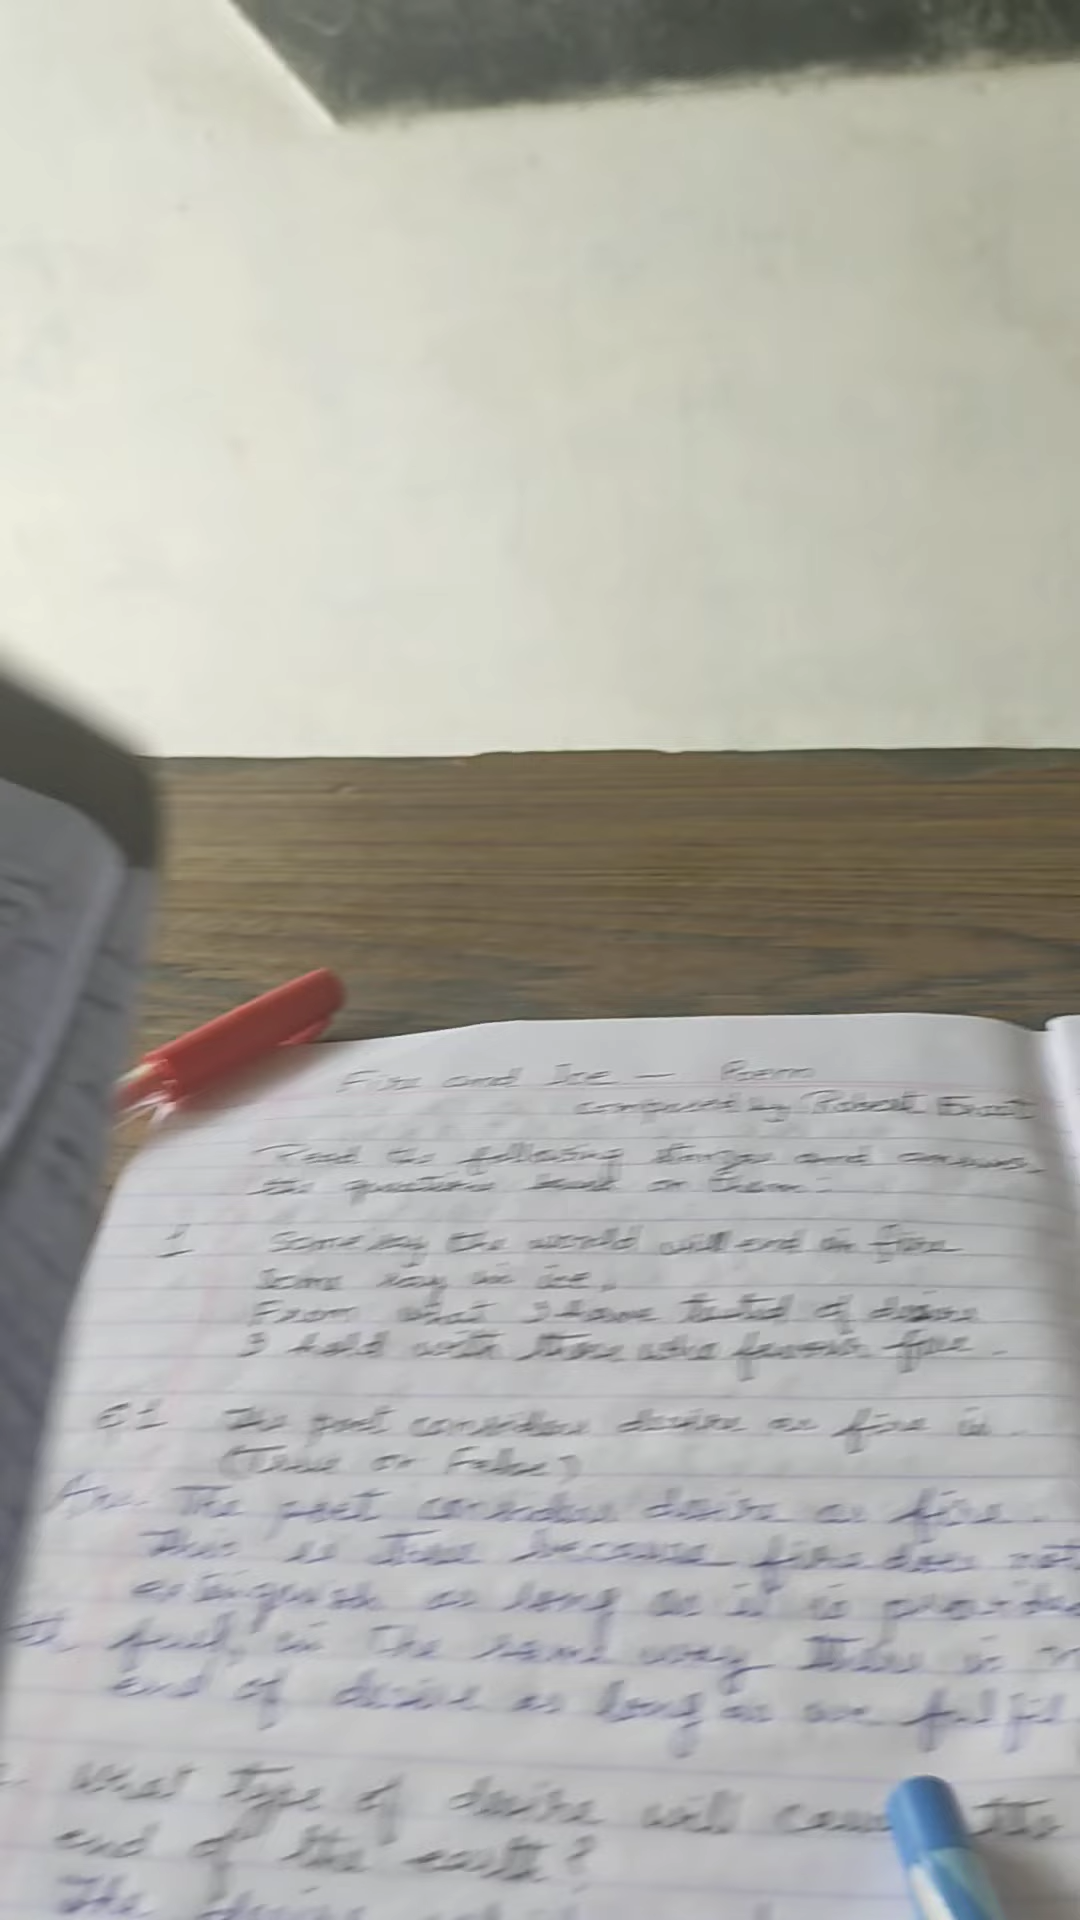 Fire and Ice — Poem
composed by Robert Frost
Read the following stanza and answer
the questions based on them:-
1 Some say the world will end in fire
Some say in ice.
From what I have tasted of desire
I hold with those who favour fire.
Q1 The poet considers desire as fire is.
(True or False)
Ans. The poet considers desire as fire.
This is true because fire does not
extinguish as long as it is provided
fuel, in the same way there is
end of desire as long as we fulfil
What type of desire will cause the
end of the earth?
The desire